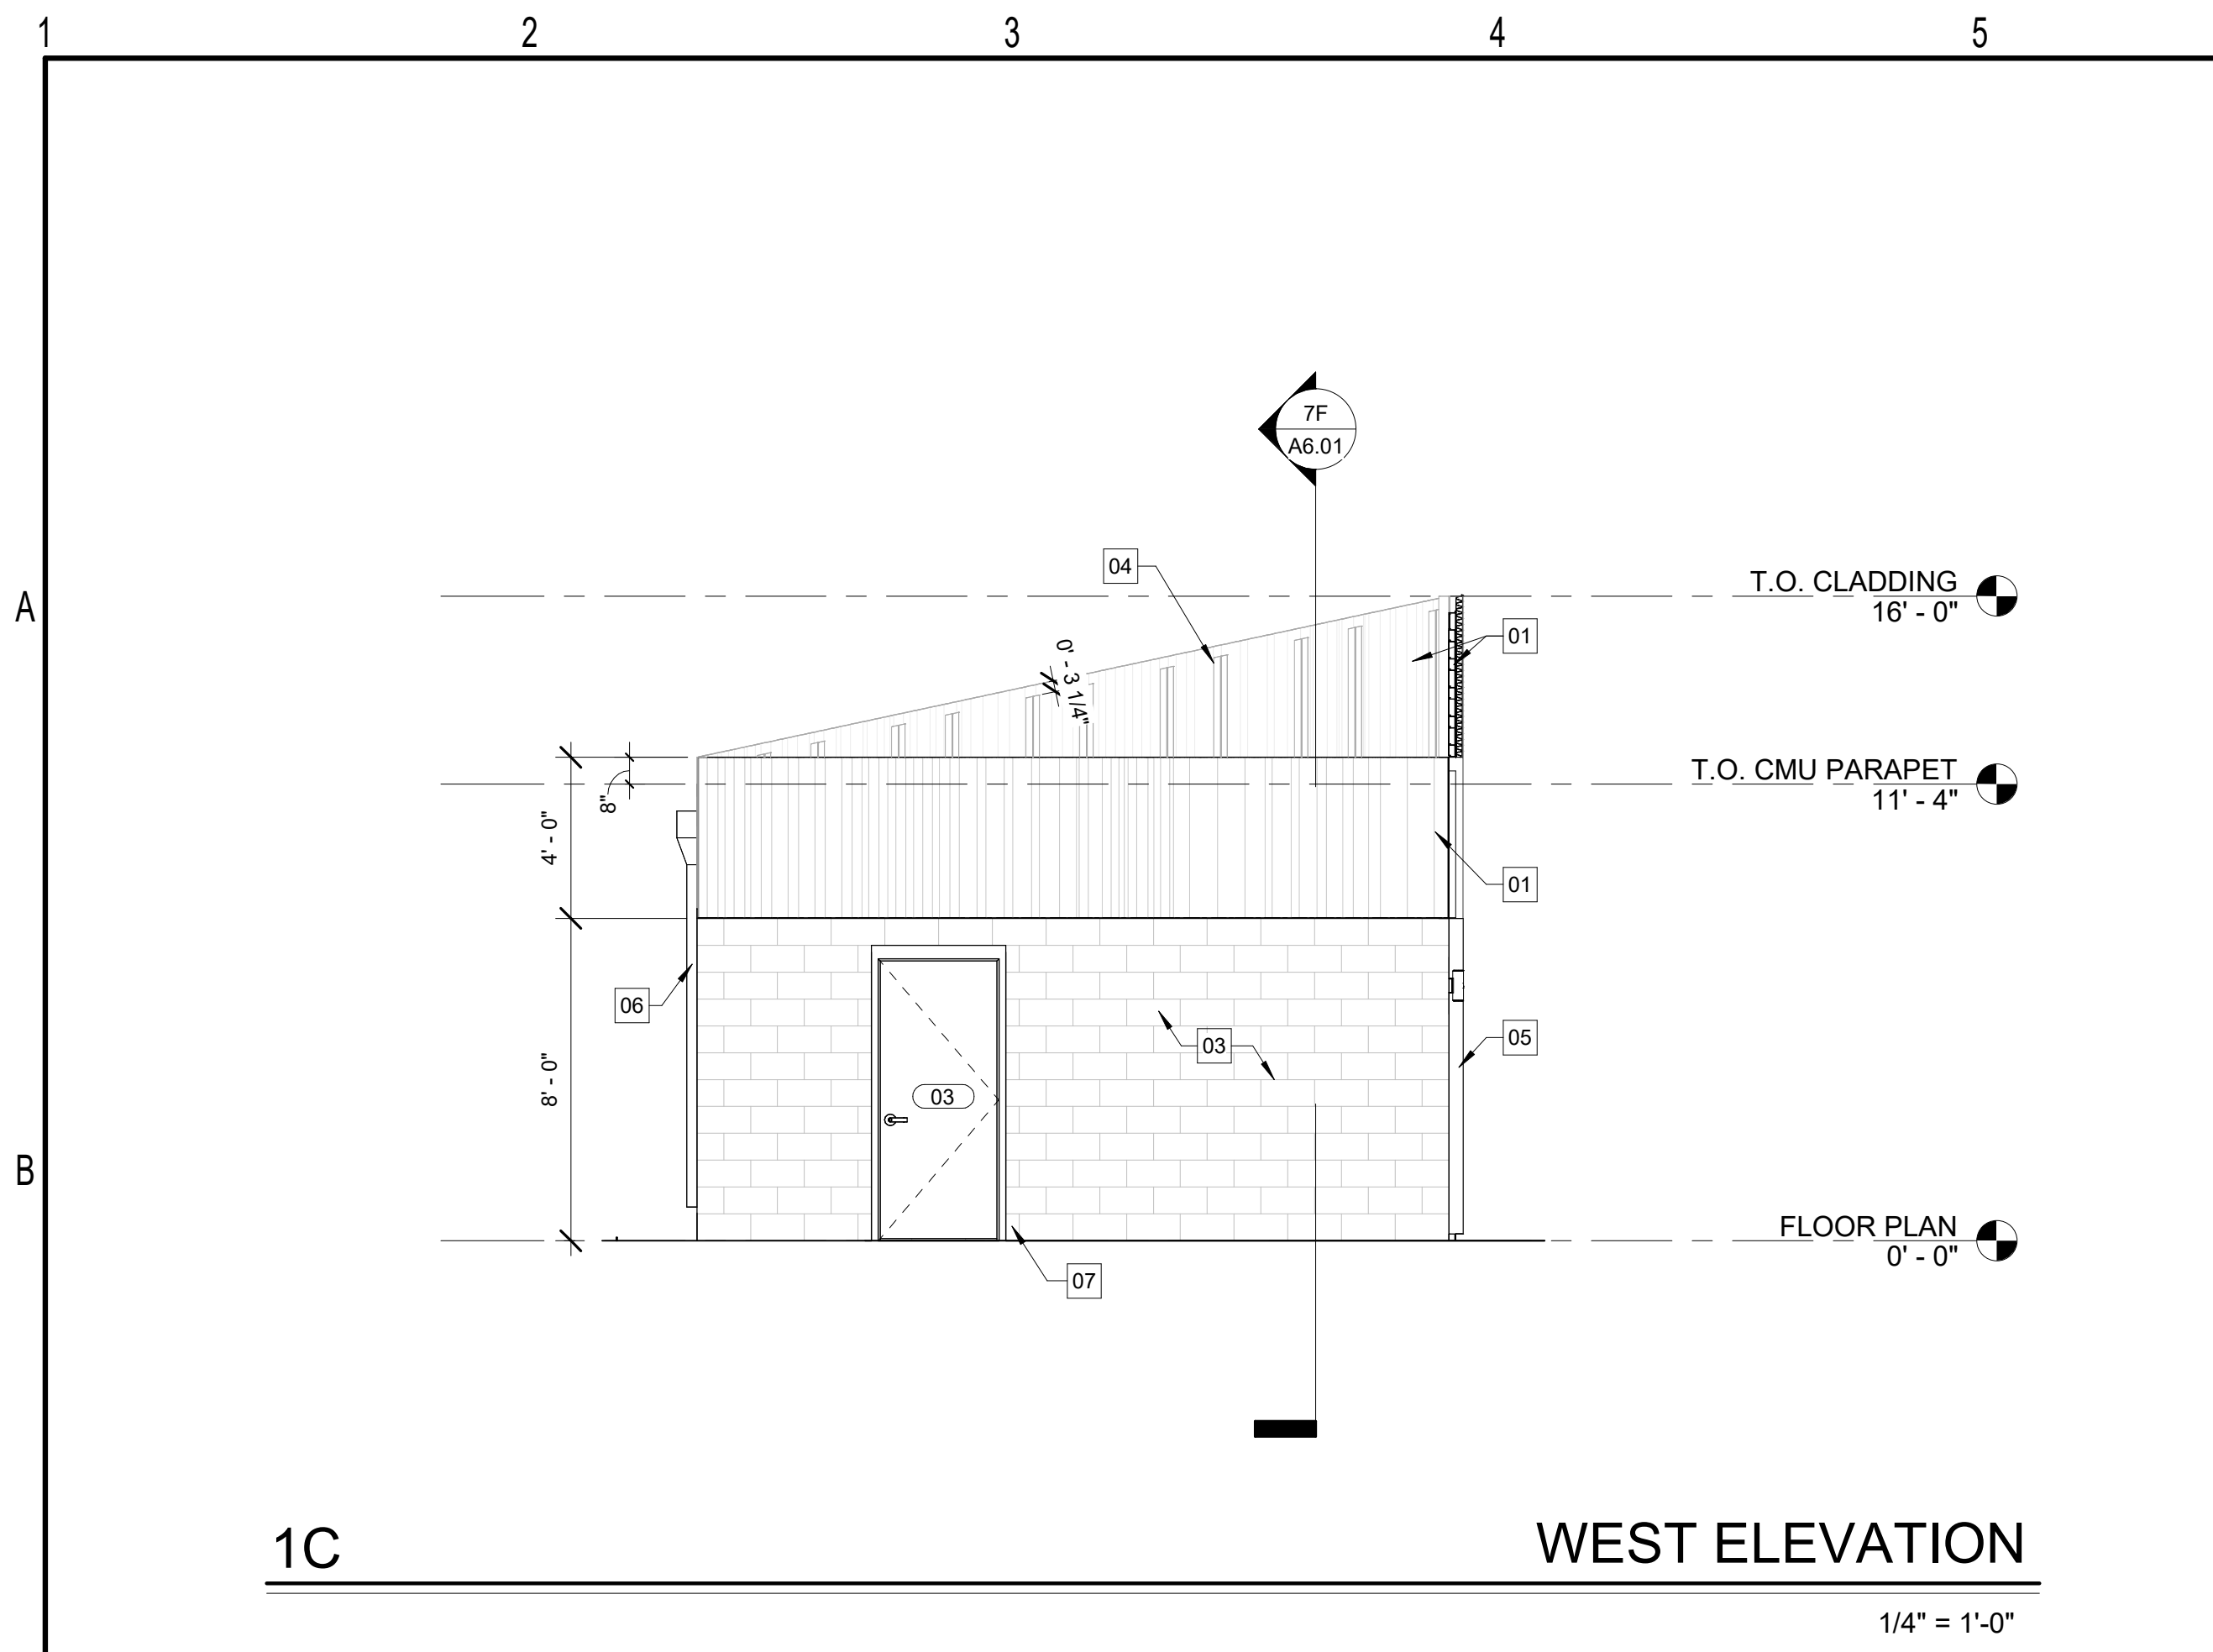 1 2 3 4 5
7F
A6.01
A
04
T.O. CLADDING
16' - 0"
01
0' - 3 1/4"
T.O. CMU PARAPET
11' - 4"
8"
4' - 0"
01
06
03
05
8' - 0"
03
B
FLOOR PLAN
0' - 0"
07
1C WEST ELEVATION
1/4" = 1'-0"